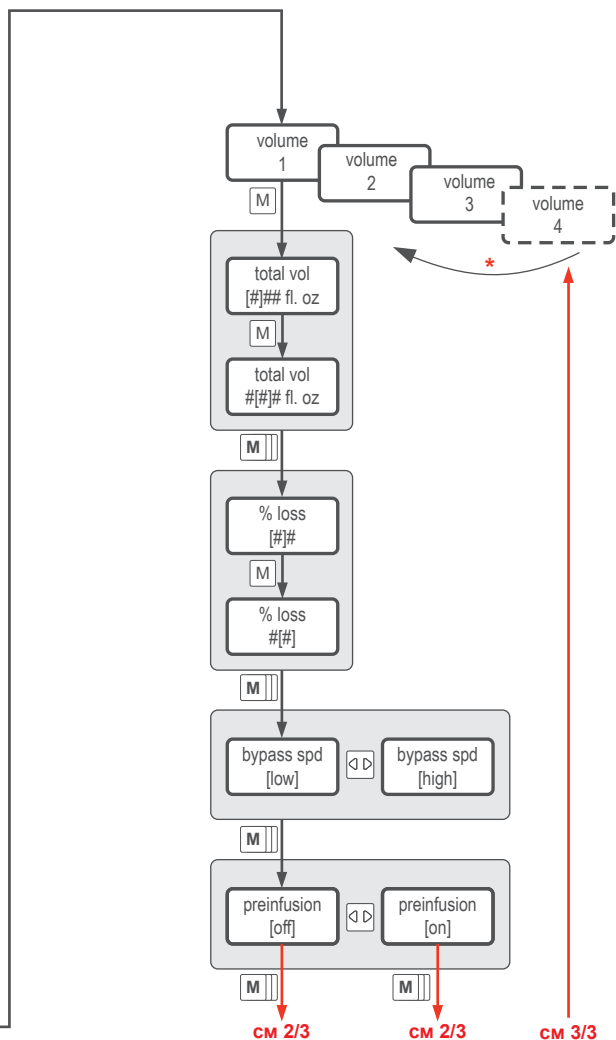 volume
1
volume
2
volume
3
volume
4
M
*
total vol
[#]## fl. oz
M
total vol
#[#]# fl. oz
M
% loss
[#]#
M
% loss
#[#]
M
bypass spd
[low]
bypass spd
[high]
M
preinfusion
[off]
preinfusion
[on]
M
M
см 2/3
см 2/3
см 3/3